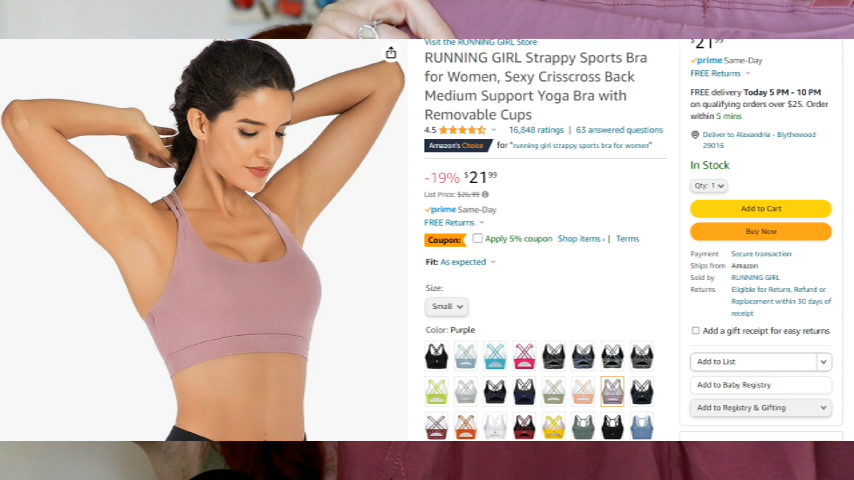 Visit the RUNNING GIRL Store
RUNNING GIRL Strappy Sports Bra
for Women, Sexy Crisscross Back
Medium Support Yoga Bra with
Removable Cups
4.5
16,848 ratings | 63 answered questions
Amazon's Choice for "running girl strappy sports bra for women"
-19% $21 99
List Price: $26.99
prime Same-Day
FREE Returns
Coupon: Apply 5% coupon Shop items › | Terms
Fit: As expected
Size:
Small
Color: Purple
$21 99
prime Same-Day
FREE Returns
FREE delivery Today 5 PM - 10 PM
on qualifying orders over $25. Order
within 5 mins
Deliver to Alexandria - Blythewood
29016
In Stock
Qty: 1
Add to Cart
Buy Now
Payment Secure transaction
Ships from Amazon
Sold by RUNNING GIRL
Returns Eligible for Return, Refund or
Replacement within 30 days of
receipt
Add a gift receipt for easy returns
Add to List
Add to Baby Registry
Add to Registry & Gifting